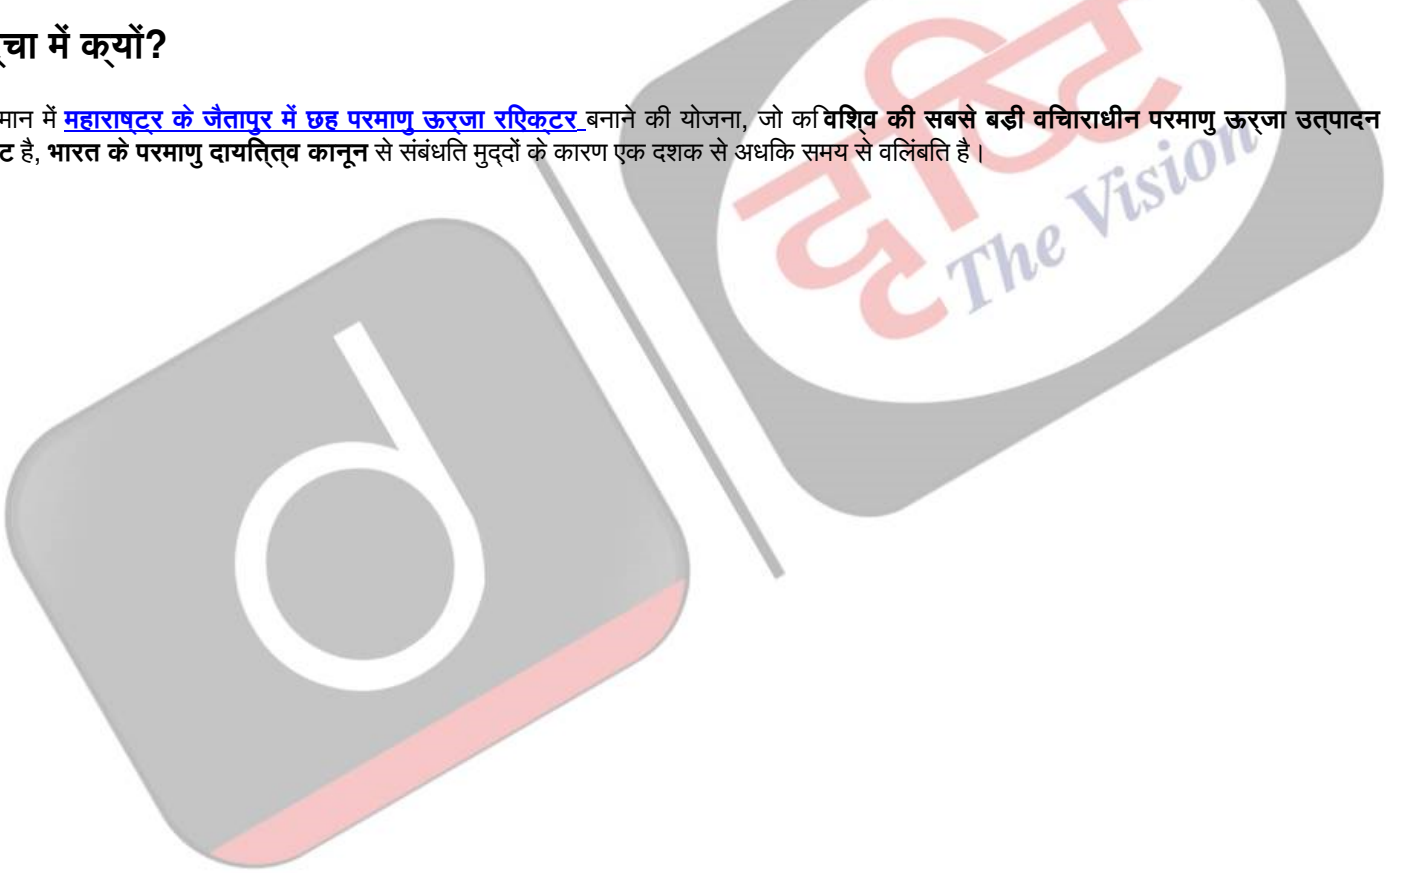 ्चा में क्यों?
मान में महाराष्ट्र के जैतापुर में छह परमाणु ऊर्जा रिएक्टर बनाने की योजना, जो कि विश्व की सबसे बड़ी विचाराधीन परमाणु ऊर्जा उत्पादन
ट है, भारत के परमाणु दायित्त्व कानून से संबंधित मुद्दों के कारण एक दशक से अधिक समय से विलंबित है।
दृष्टि
The Vision
d